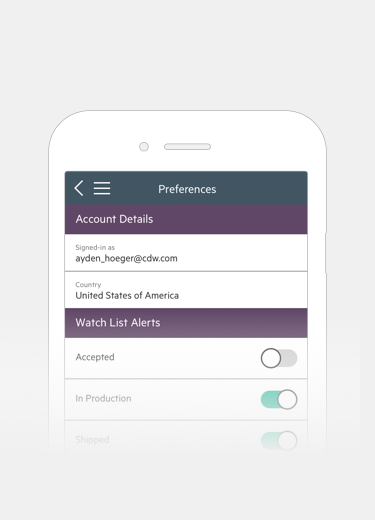 Preferences
Account Details
Signed-in as
ayden_hoeger@cdw.com
Country
United States of America
Watch List Alerts
Accepted
In Production
Shipped